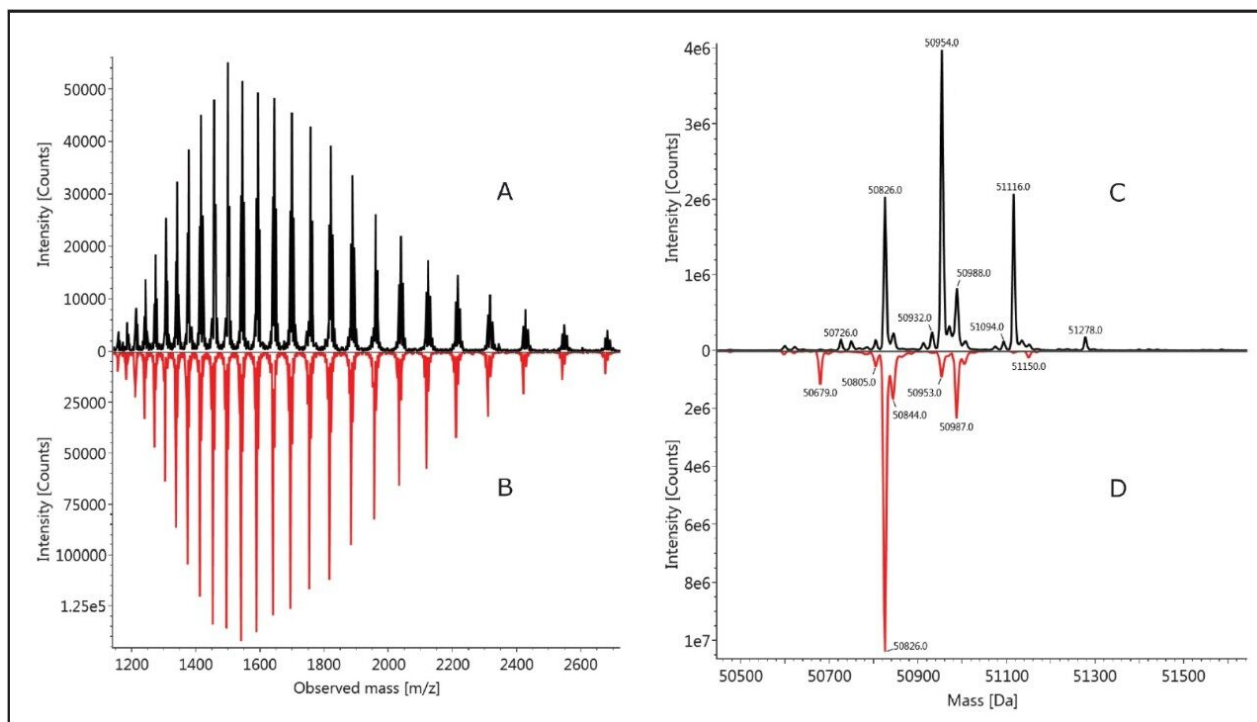 50000
40000
30000
20000
10000
0
25000
50000
75000
100000
1.25e5
Intensity [Counts]
Intensity [Counts]
A
B
1200 1400 1600 1800 2000 2200 2400 2600
Observed mass [m/z]
4e6
3e6
2e6
1e6
0
2e6
4e6
6e6
8e6
1e7
Intensity [Counts]
Intensity [Counts]
50954.0
50826.0
51116.0
C
50988.0
50932.0
51094.0
50726.0
51278.0
50679.0
50805.0
50953.0
51150.0
50844.0
50987.0
D
50826.0
50500 50700 50900 51100 51300 51500
Mass [Da]